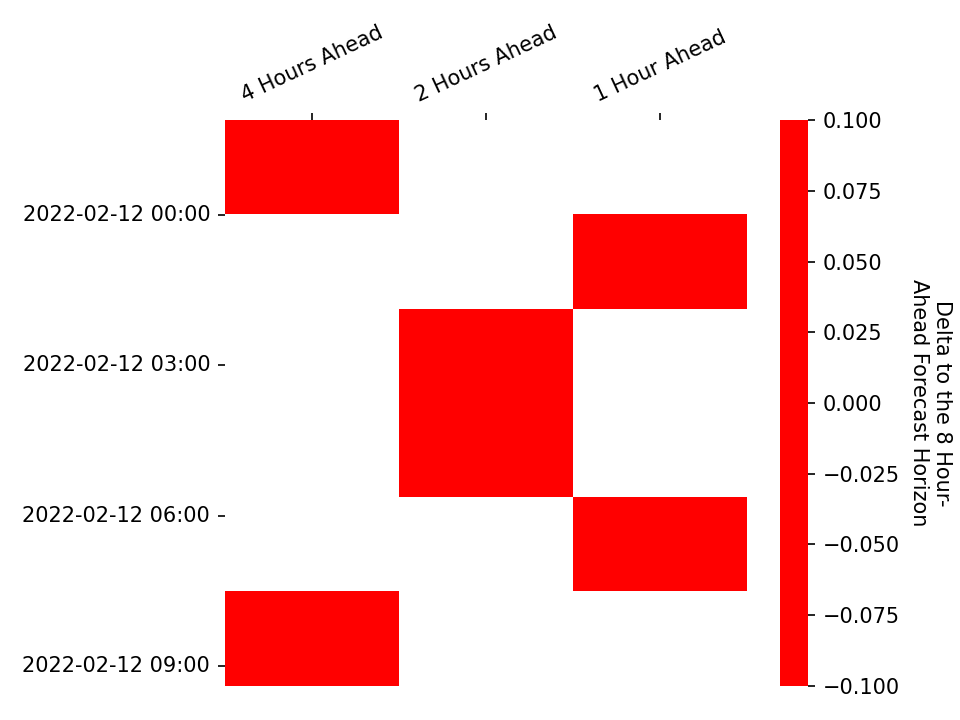 4 Hours Ahead
2 Hours Ahead
1 Hour Ahead
2022-02-12 00:00
2022-02-12 03:00
2022-02-12 06:00
2022-02-12 09:00
0.100
0.075
0.050
0.025
0.000
−0.025
−0.050
−0.075
−0.100
Delta to the 8 Hour-
Ahead Forecast Horizon